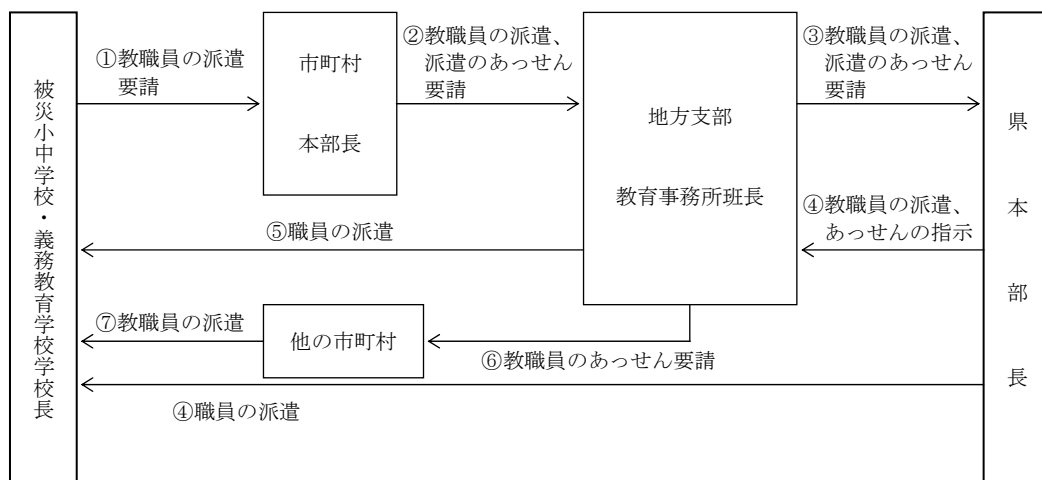 被災小中学校・義務教育学校学校長
①教職員の派遣
要請
市町村
本部長
②教職員の派遣、
派遣のあっせん
要請
地方支部
教育事務所班長
③教職員の派遣、
派遣のあっせん
要請
県本部長
④教職員の派遣、
あっせんの指示
⑤職員の派遣
⑦教職員の派遣
他の市町村
⑥教職員のあっせん要請
④職員の派遣